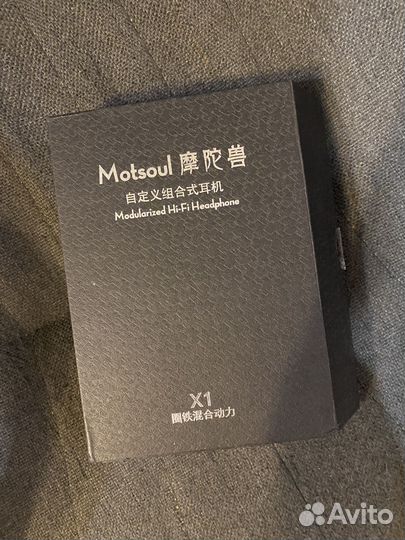 Motsoul 摩陀兽
自定义组合式耳机
Modularized Hi-Fi Headphone
X1
圈铁混合动力
Avito